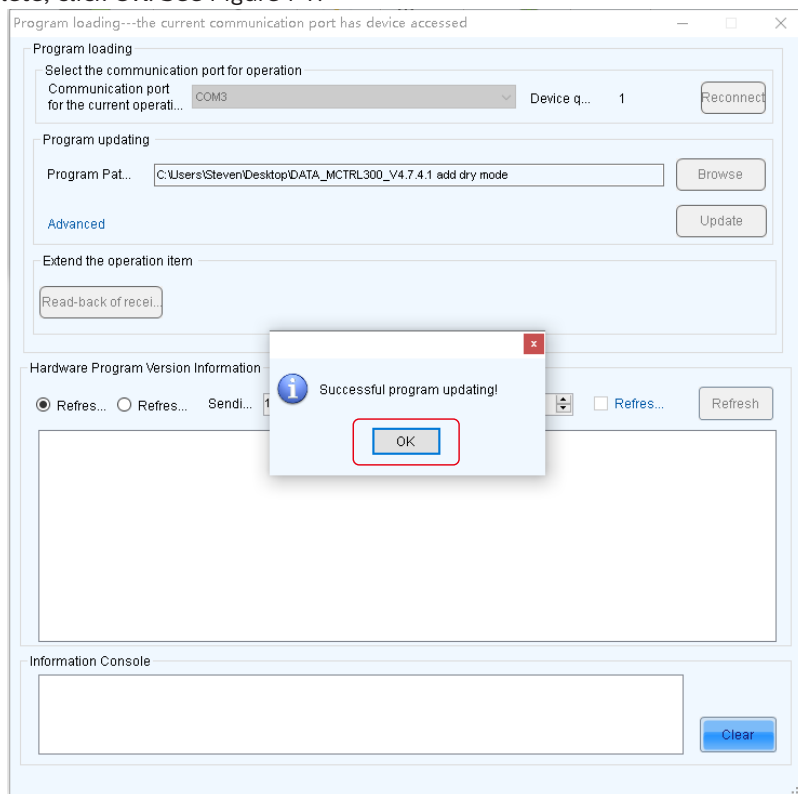 Program loading---the current communication port has device accessed
Program loading
Select the communication port for operation
Communication port
for the current operati...
COM3
Device q... 1
Reconnect
Program updating
Program Pat...
C:\Users\Steven\Desktop\DATA_MCTRL300_V4.7.4.1 add dry mode
Browse
Advanced
Update
Extend the operation item
Read-back of recei...
Hardware Program Version Information
x
Successful program updating!
OK
Refres...
Refres...
Sendi...
Refres...
Refresh
Information Console
Clear